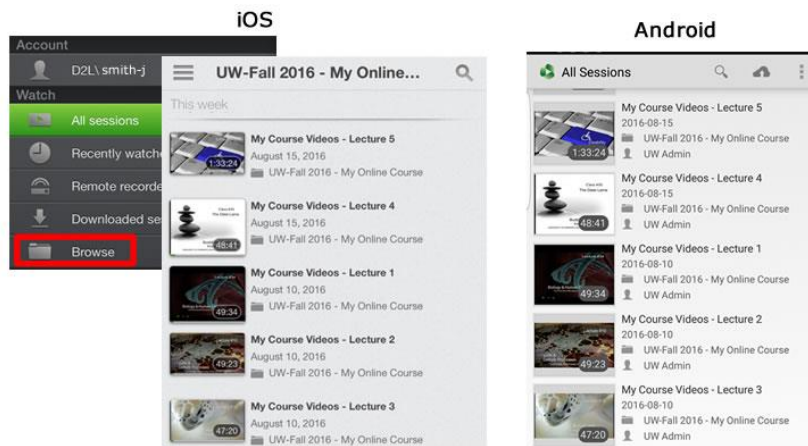 iOS
Account
D2L\smith-j
Watch
All sessions
Recently watche
Remote recorde
Downloaded se
Browse
UW-Fall 2016 - My Online...
This week
1:33:24
My Course Videos - Lecture 5
August 15, 2016
UW-Fall 2016 - My Online Course
48:41
My Course Videos - Lecture 4
August 15, 2016
UW-Fall 2016 - My Online Course
49:34
My Course Videos - Lecture 1
August 10, 2016
UW-Fall 2016 - My Online Course
49:23
My Course Videos - Lecture 2
August 10, 2016
UW-Fall 2016 - My Online Course
47:20
My Course Videos - Lecture 3
August 10, 2016
UW-Fall 2016 - My Online Course
Android
All Sessions
1:33:24
My Course Videos - Lecture 5
2016-08-15
UW-Fall 2016 - My Online Course
UW Admin
48:41
My Course Videos - Lecture 4
2016-08-15
UW-Fall 2016 - My Online Course
UW Admin
49:34
My Course Videos - Lecture 1
2016-08-10
UW-Fall 2016 - My Online Course
UW Admin
49:23
My Course Videos - Lecture 2
2016-08-10
UW-Fall 2016 - My Online Course
UW Admin
47:20
My Course Videos - Lecture 3
2016-08-10
UW-Fall 2016 - My Online Course
UW Admin